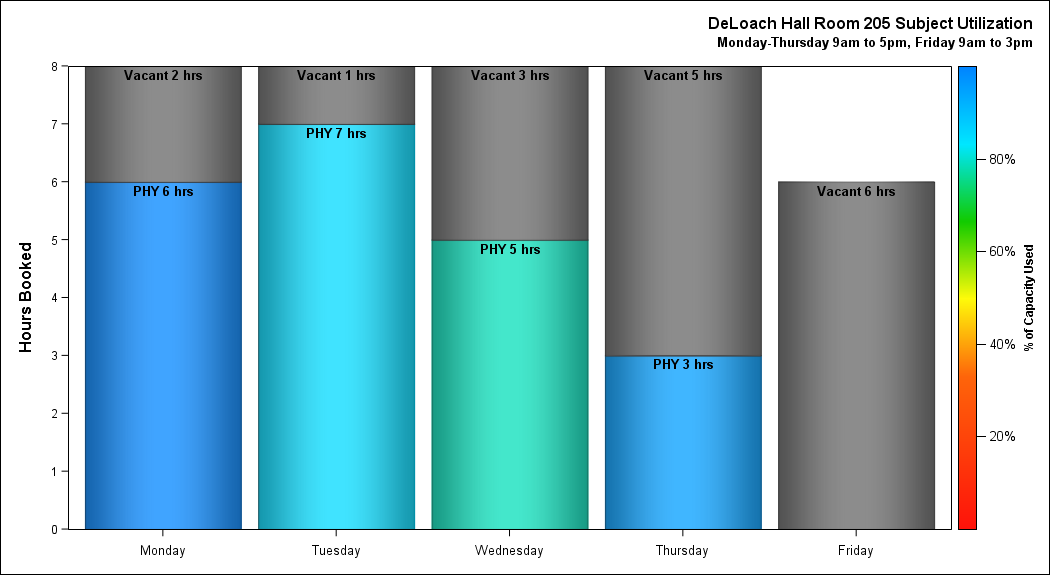 DeLoach Hall Room 205 Subject Utilization
Monday-Thursday 9am to 5pm, Friday 9am to 3pm
Hours Booked
8
7
6
5
4
3
2
1
0
Vacant 2 hrs
PHY 6 hrs
Vacant 1 hrs
PHY 7 hrs
Vacant 3 hrs
PHY 5 hrs
Vacant 5 hrs
PHY 3 hrs
Vacant 6 hrs
Monday
Tuesday
Wednesday
Thursday
Friday
80%
60%
40%
20%
% of Capacity Used